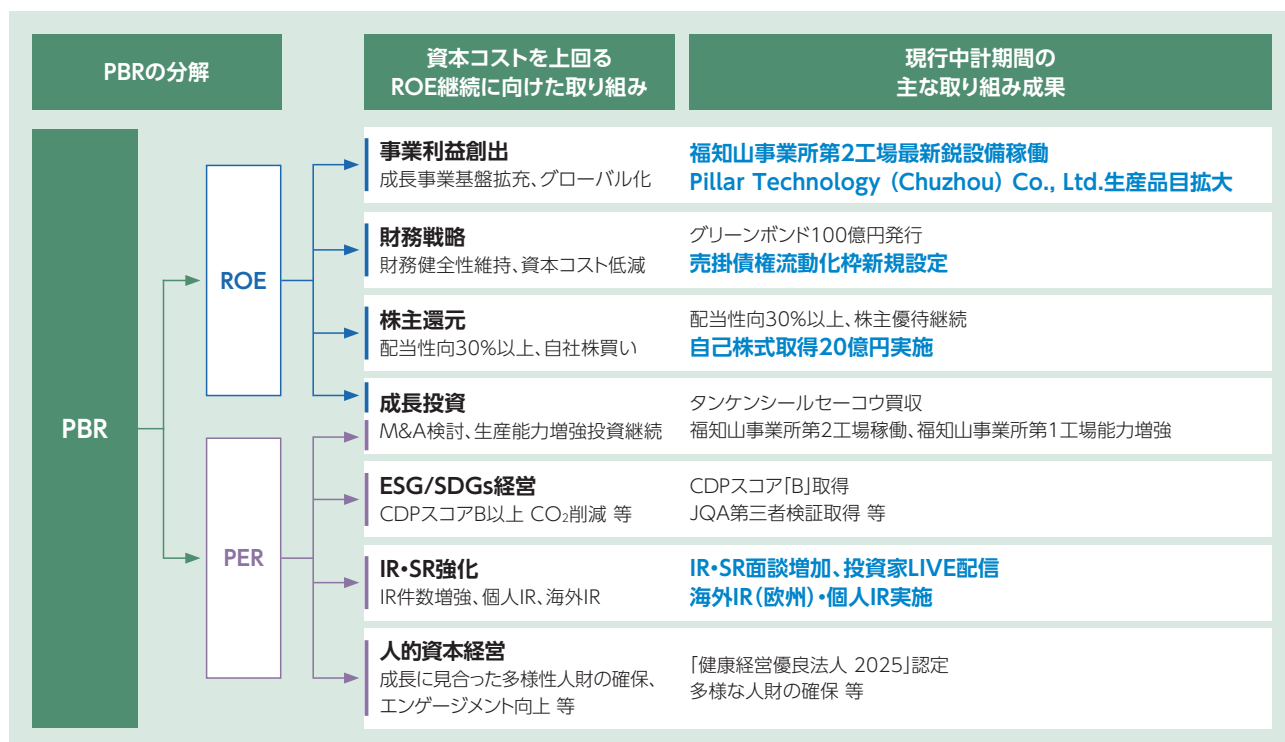 PBRの分解
資本コストを上回る
ROE継続に向けた取り組み
現行中計期間の
主な取り組み成果
PBR
ROE
PER
事業利益創出
成長事業基盤拡充、グローバル化
福知山事業所第2工場最新鋭設備稼働
Pillar Technology (Chuzhou) Co., Ltd.生産品目拡大
財務戦略
財務健全性維持、資本コスト低減
グリーンボンド100億円発行
売掛債権流動化枠新規設定
株主還元
配当性向30%以上、自社株買い
配当性向30%以上、株主優待継続
自己株式取得20億円実施
成長投資
M&A検討、生産能力増強投資継続
タンケンシールセーコウ買収
福知山事業所第2工場稼働、福知山事業所第1工場能力増強
ESG/SDGs経営
CDPスコアB以上 CO₂削減 等
CDPスコア「B」取得
JQA第三者検証取得 等
IR・SR強化
IR件数増強、個人IR、海外IR
IR・SR面談増加、投資家LIVE配信
海外IR(欧州)・個人IR実施
人的資本経営
成長に見合った多様性人財の確保、
エンゲージメント向上 等
「健康経営優良法人 2025」認定
多様な人財の確保 等